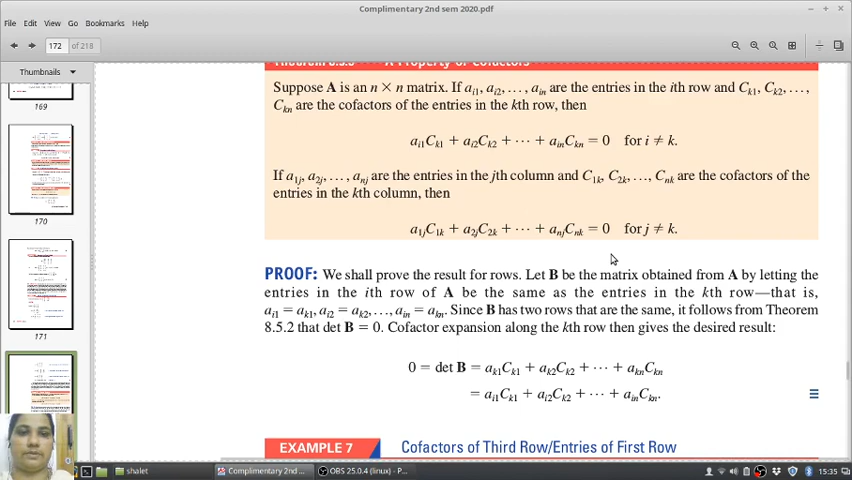 Complimentary 2nd sem 2020.pdf
File Edit View Go Bookmarks Help
172 of 218
Thumbnails
169
170
171
Theorem 8.5.8 A Property of Cofactors
Suppose A is an n × n matrix. If a_{i1}, a_{i2}, . . . , a_{in} are the entries in the ith row and C_{k1}, C_{k2}, . . . ,
C_{kn} are the cofactors of the entries in the kth row, then
a_{i1}C_{k1} + a_{i2}C_{k2} + ··· + a_{in}C_{kn} = 0 for i ≠ k.
If a_{1j}, a_{2j}, . . . , a_{nj} are the entries in the jth column and C_{1k}, C_{2k}, . . ., C_{nk} are the cofactors of the
entries in the kth column, then
a_{1j}C_{1k} + a_{2j}C_{2k} + ··· + a_{nj}C_{nk} = 0 for j ≠ k.
PROOF: We shall prove the result for rows. Let B be the matrix obtained from A by letting the
entries in the ith row of A be the same as the entries in the kth row—that is,
a_{i1} = a_{k1}, a_{i2} = a_{k2}, . . . , a_{in} = a_{kn}. Since B has two rows that are the same, it follows from Theorem
8.5.2 that det B = 0. Cofactor expansion along the kth row then gives the desired result:
0 = det B = a_{k1}C_{k1} + a_{k2}C_{k2} + ··· + a_{kn}C_{kn}
= a_{i1}C_{k1} + a_{i2}C_{k2} + ··· + a_{in}C_{kn}.
EXAMPLE 7 Cofactors of Third Row/Entries of First Row
shalet
Complimentary 2nd ...
OBS 25.0.4 (linux) - P...
15:35